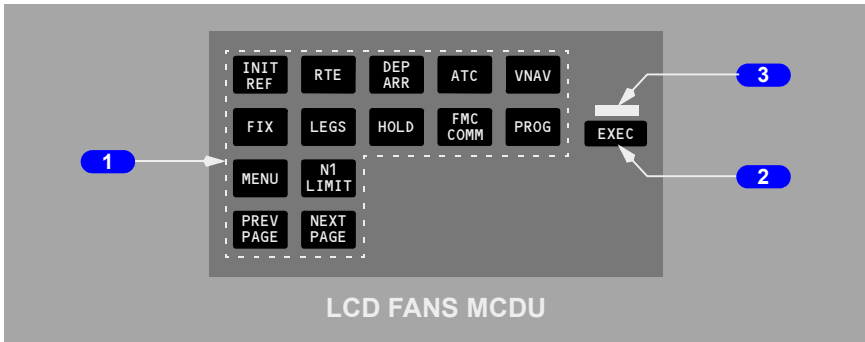 INIT
REF
RTE
DEP
ARR
ATC
VNAV
3
FIX
LEGS
HOLD
FMC
COMM
PROG
EXEC
1
MENU
N1
LIMIT
2
PREV
PAGE
NEXT
PAGE
LCD FANS MCDU